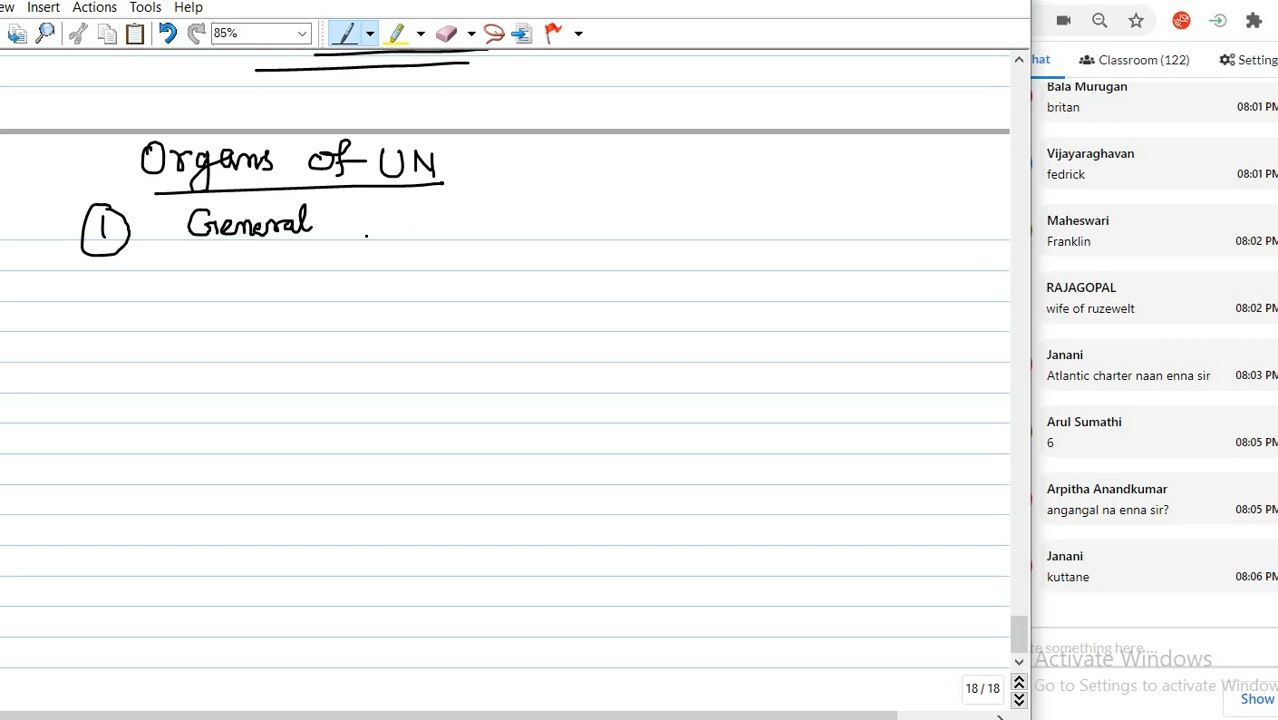 ew Insert Actions Tools Help
85%
Organs of UN
1 General
18 / 18
hat Classroom (122) Setting
Bala Murugan
britan 08:01 PM
Vijayaraghavan 08:01 PM
fedrick
Maheswari
Franklin 08:02 PM
RAJAGOPAL
wife of ruzewelt 08:02 PM
Janani
Atlantic charter naan enna sir 08:03 PM
Arul Sumathi
6 08:05 PM
Arpitha Anandkumar
angangal na enna sir? 08:05 PM
Janani
kuttane 08:06 PM
te something here....
Activate Windows
Go to Settings to activate Window
Show